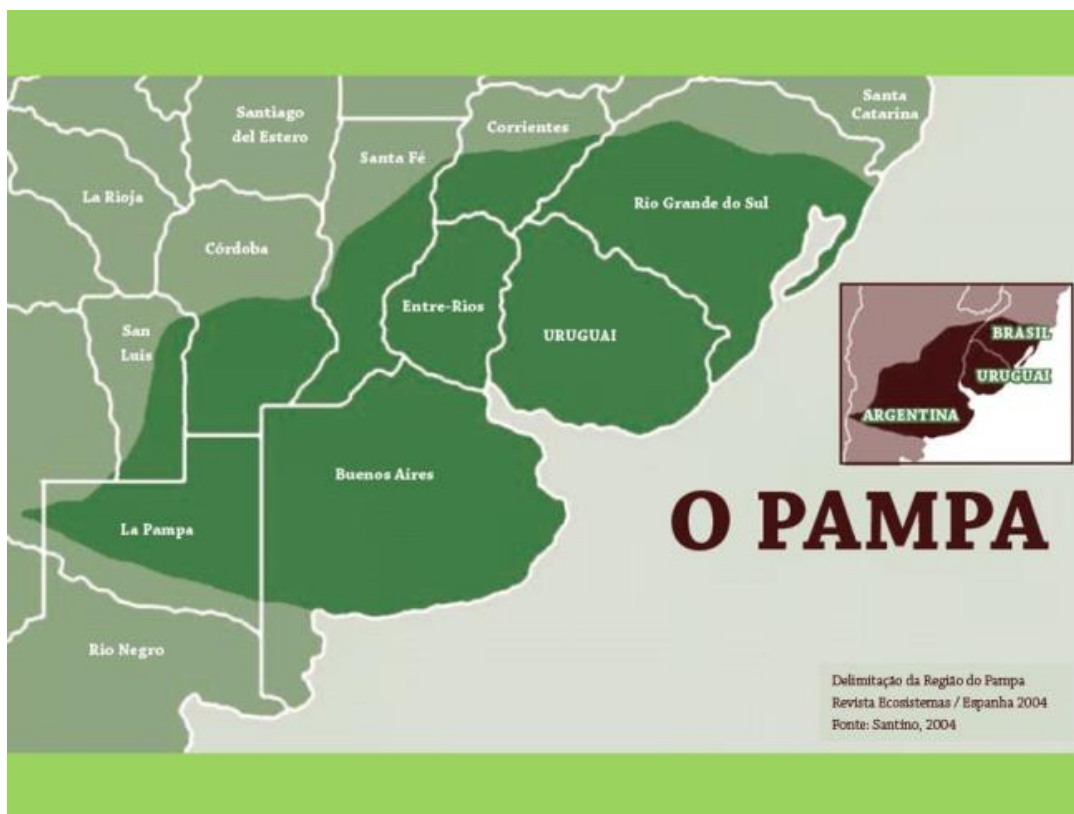 Santa
Catarina
Santiago
del Estero
Corrientes
Santa Fé
La Rioja
Rio Grande do Sul
Córdoba
Entre-Rios
San
Luis
URUGUAI
BRASIL
URUGUAI
ARGENTINA
Buenos Aires
O PAMPA
La Pampa
Rio Negro
Delimitação da Região do Pampa
Revista Ecosistemas / Espanha 2004
Fonte: Santino, 2004